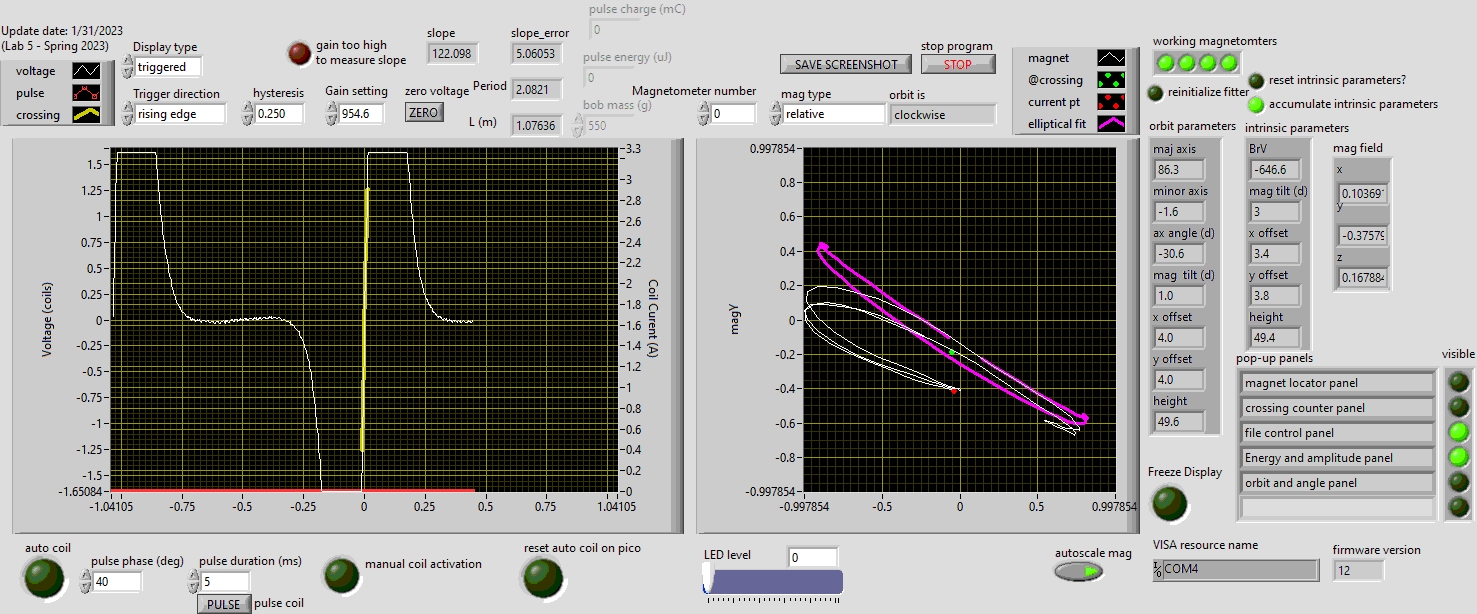 Update date: 1/31/2023
(Lab 5 - Spring 2023)
voltage
pulse
crossing
Display type
triggered
Trigger direction
rising edge
hysteresis
0.250
gain too high
to measure slope
Gain setting
954.6
zero voltage
ZERO
slope
122.098
slope_error
5.06053
Period
2.0821
L (m)
1.07636
pulse charge (mC)
0
pulse energy (uJ)
0
bob mass (g)
550
Magnetometer number
0
SAVE SCREENSHOT
stop program
STOP
mag type
relative
orbit is
clockwise
magnet
@crossing
current pt
elliptical fit
working magnetomters
reinitialize fitter
reset intrinsic parameters?
accumulate intrinsic parameters
orbit parameters
maj axis
86.3
minor axis
-1.6
ax angle (d)
-30.6
mag tilt (d)
1.0
x offset
4.0
y offset
4.0
height
49.6
intrinsic parameters
BrV
-646.6
mag tilt (d)
3
x offset
3.4
y offset
3.8
height
49.4
mag field
x
0.10369
y
-0.37579
z
0.167884
Voltage (coils)
1.5
1.25
1
0.75
0.5
0.25
0
-0.25
-0.5
-0.75
-1
-1.25
-1.5
-1.65084
-1.04105
-0.75
-0.5
-0.25
0
0.25
0.5
0.75
1.04105
3.3
3
2.8
2.6
2.4
2.2
2
1.8
1.6
1.4
1.2
1
0.8
0.6
0.4
0.2
0
Coil Curent (A)
magY
0.997854
0.8
0.6
0.4
0.2
0
-0.2
-0.4
-0.6
-0.8
-0.997854
-0.997854
-0.5
0
0.5
0.997854
pop-up panels
visible
magnet locator panel
crossing counter panel
file control panel
Energy and amplitude panel
orbit and angle panel
Freeze Display
auto coil
pulse phase (deg)
40
pulse duration (ms)
5
PULSE
pulse coil
manual coil activation
reset auto coil on pico
LED level
0
autoscale mag
VISA resource name
COM4
firmware version
12